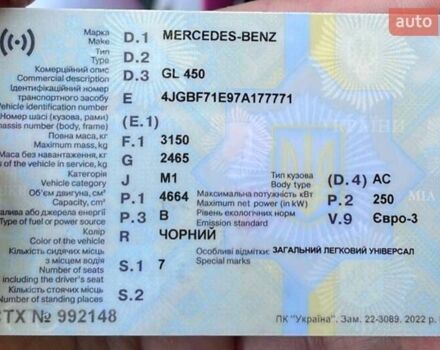 auto
Марка
Make D.1 MERCEDES-BENZ
Тип
Type D.2
Комерційний опис
Commercial description D.3 GL 450
Ідентифікаційний номер
транспортного засобу
Vehicle identification number E 4JGBF71E97A177771
Номер шасі (кузова, рами)
chassis number (body, frame) (E.1)
Повна маса, кг
Maximum mass, kg F.1 3150
Маса без навантаження, кг
of the vehicle in service, kg G 2465
Категорія
Vehicle category J M1
Тип кузова
Body type (D.4) AC
Об'єм двигуна, см³
Capacity, cm³ P.1 4664
Максимальна потужність кВт
Maximum net power (in kW) P.2 250
палива або джерела енергії
Type of fuel or power source P.3 B
Рівень екологічних норм
Emission standard V.9 Євро-3
Колір
Color of the vehicle R ЧОРНИЙ
Кількість сидячих місць
з місцем водія
Number of seats
including the driver's seat S.1 7
Особливі відмітки: ЗАГАЛЬНИЙ ЛЕГКОВИЙ УНІВЕРСАЛ
Special marks
Кількість стоячих місць
Number of standing places S.2
СТХ № 992148
ПК "Україна". Зам. 22-3089. 2022 р.